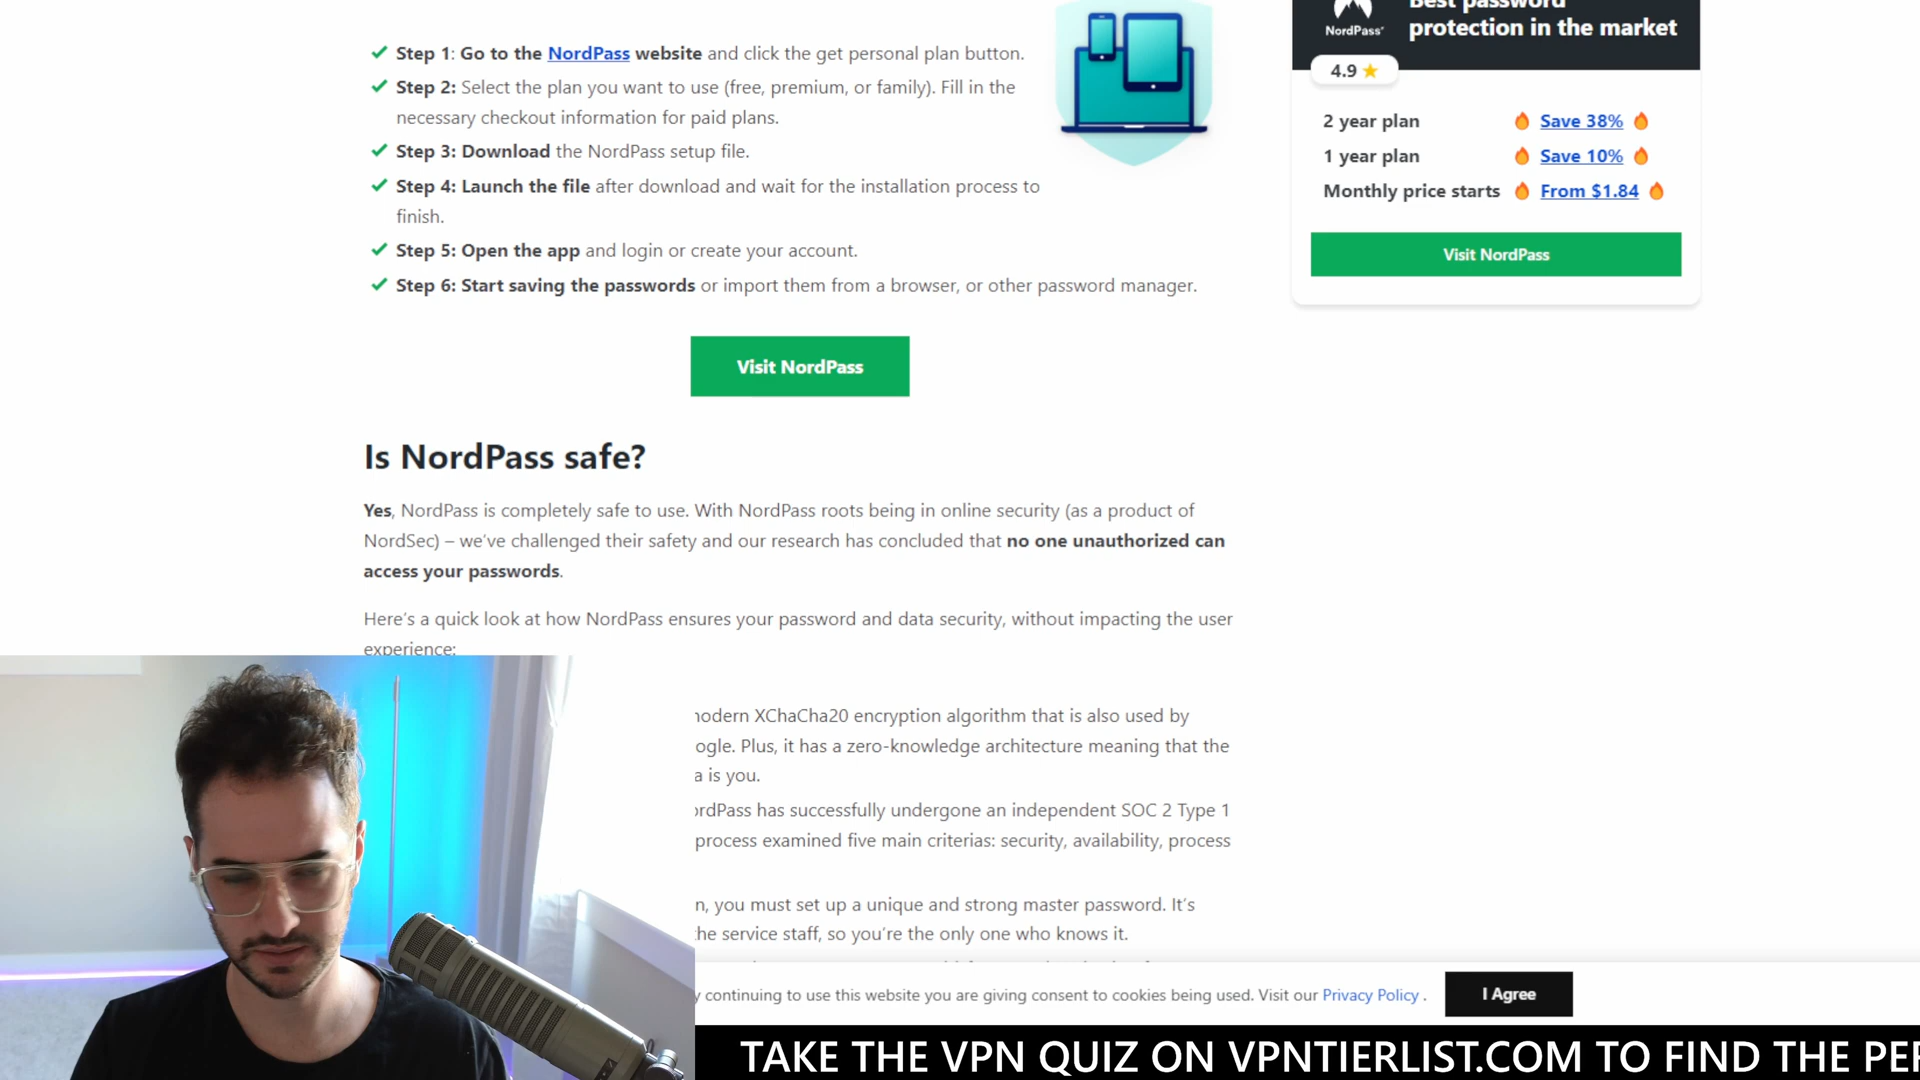 Step 1: Go to the NordPass website and click the get personal plan button.
Step 2: Select the plan you want to use (free, premium, or family). Fill in the
necessary checkout information for paid plans.
Step 3: Download the NordPass setup file.
Step 4: Launch the file after download and wait for the installation process to
finish.
Step 5: Open the app and login or create your account.
Step 6: Start saving the passwords or import them from a browser, or other password manager.
Visit NordPass
NordPass
Best password
protection in the market
4.9
2 year plan Save 38%
1 year plan Save 10%
Monthly price starts From $1.84
Visit NordPass
Is NordPass safe?
Yes, NordPass is completely safe to use. With NordPass roots being in online security (as a product of
NordSec) – we've challenged their safety and our research has concluded that no one unauthorized can
access your passwords.
Here's a quick look at how NordPass ensures your password and data security, without impacting the user
experience:
XChaCha20 encryption algorithm that is also used by
Plus, it has a zero-knowledge architecture meaning that the
a is you.
has successfully undergone an independent SOC 2 Type 1
process examined five main criterias: security, availability, process
n, you must set up a unique and strong master password. It's
the service staff, so you're the only one who knows it.
continuing to use this website you are giving consent to cookies being used. Visit our Privacy Policy .
I Agree
TAKE THE VPN QUIZ ON VPNTIERLIST.COM TO FIND THE PE